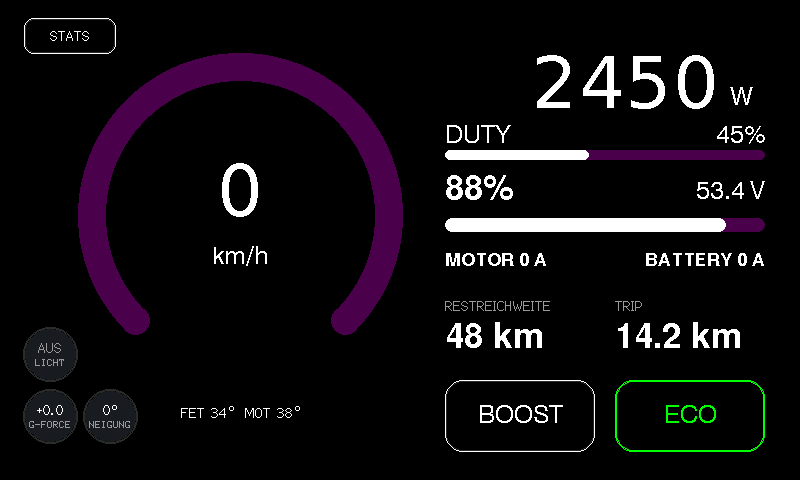 STATS
0
km/h
AUS
LICHT
+0.0
G-FORCE
0°
NEIGUNG
FET 34° MOT 38°
2450 W
DUTY 45%
88% 53.4 V
MOTOR 0 A BATTERY 0 A
RESTREICHWEITE TRIP
48 km 14.2 km
BOOST ECO